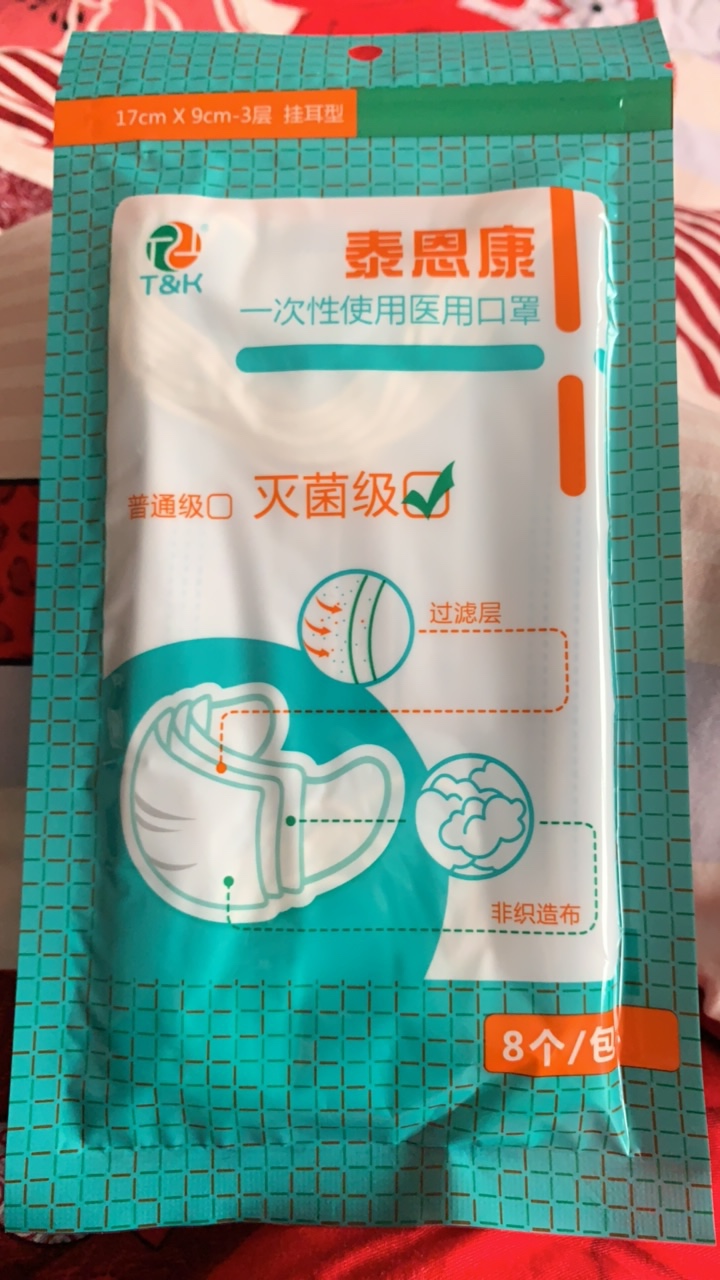 17cm X 9cm-3层 挂耳型
T&K
泰恩康
一次性使用医用口罩
普通级 灭菌级
过滤层
非织造布
8个/包